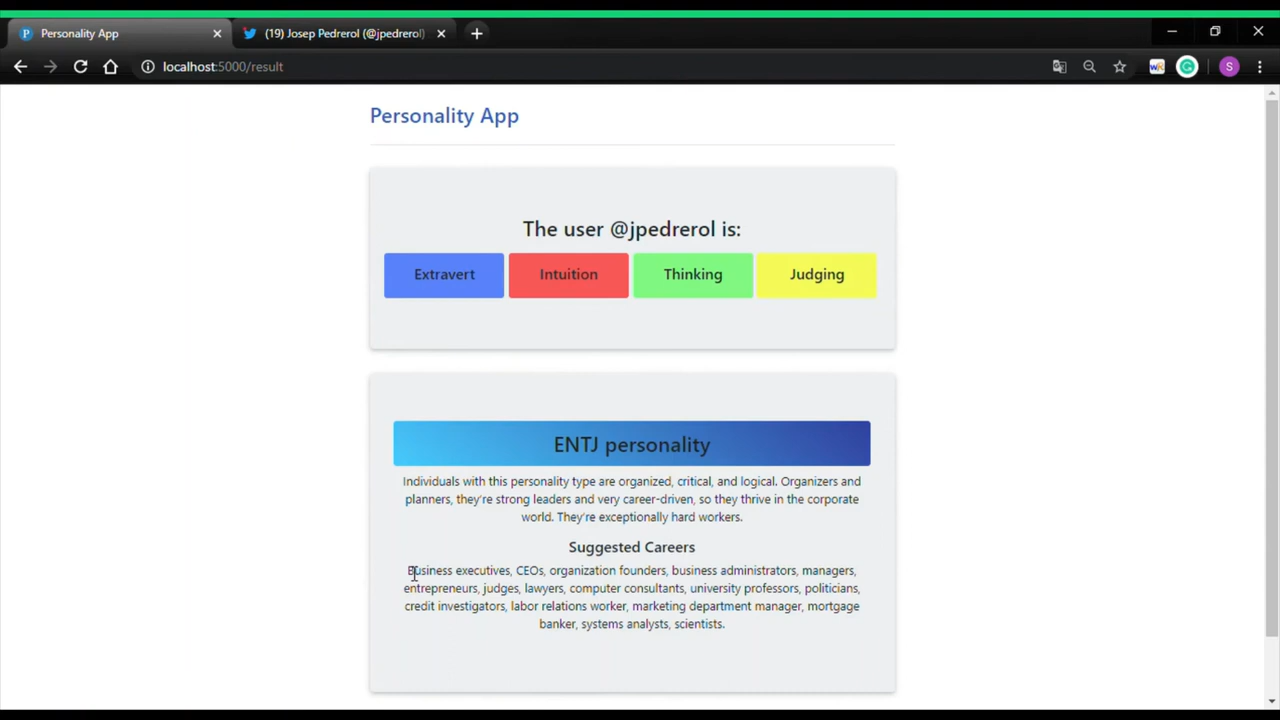 Personality App
(19) Josep Pedrerol (@jpedrerol)
localhost:5000/result
S
Personality App
The user @jpedrerol is:
Extravert Intuition Thinking Judging
ENTJ personality
Individuals with this personality type are organized, critical, and logical. Organizers and
planners, they're strong leaders and very career-driven, so they thrive in the corporate
world. They're exceptionally hard workers.
Suggested Careers
Business executives, CEOs, organization founders, business administrators, managers,
entrepreneurs, judges, lawyers, computer consultants, university professors, politicians,
credit investigators, labor relations worker, marketing department manager, mortgage
banker, systems analysts, scientists.